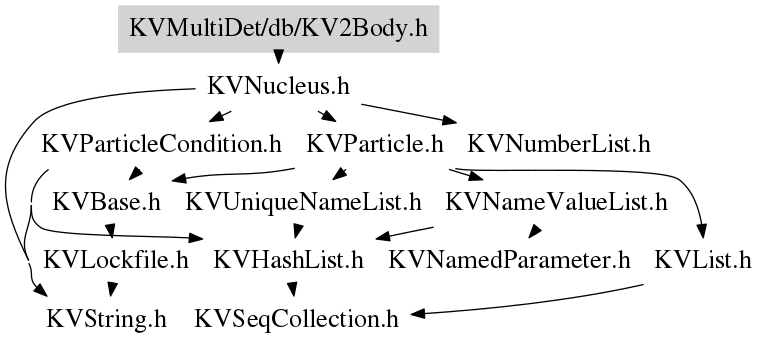 KVMultiDet/db/KV2Body.h
KVNucleus.h
KVParticleCondition.h
KVParticle.h
KVNumberList.h
KVBase.h
KVUniqueNameList.h
KVNameValueList.h
KVLockfile.h
KVHashList.h
KVNamedParameter.h
KVList.h
KVString.h
KVSeqCollection.h